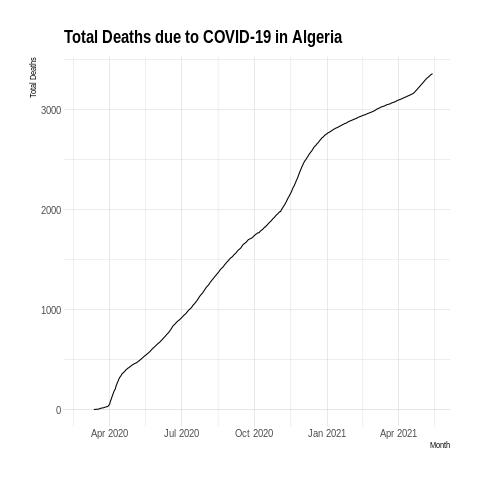 Total Deaths due to COVID-19 in Algeria
Total Deaths
3000
2000
1000
0
Apr 2020 Jul 2020 Oct 2020 Jan 2021 Apr 2021
Month